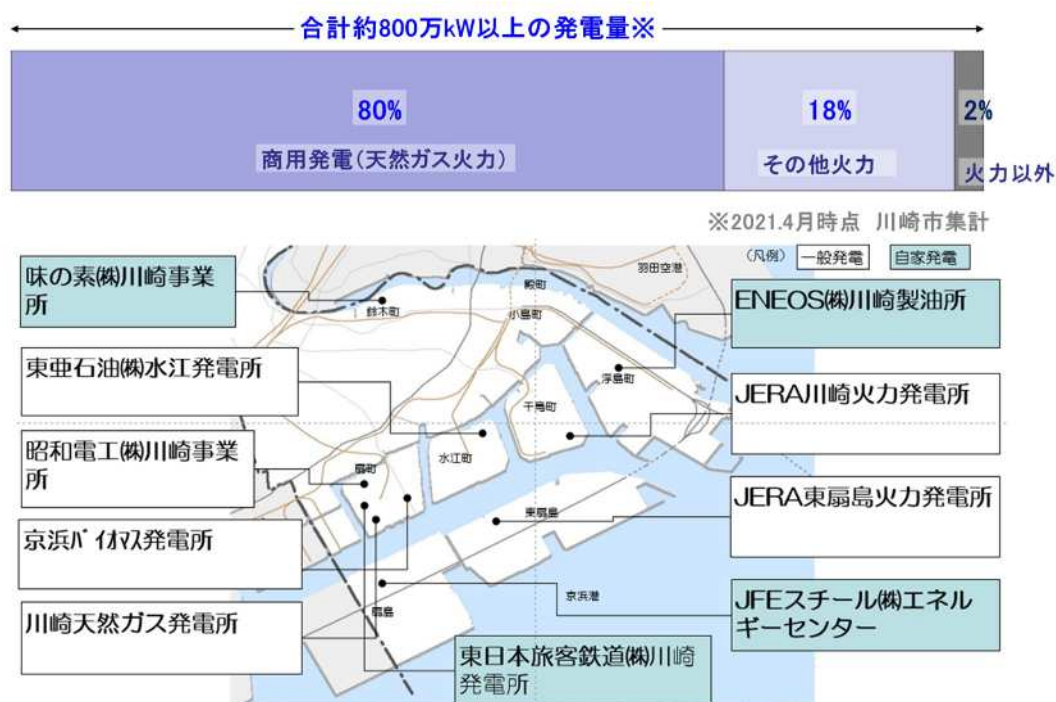 合計約800万kW以上の発電量※
80%
18%
2%
商用発電(天然ガス火力)
その他火力
火力以外
※2021.4月時点 川崎市集計
(凡例)
一般発電
自家発電
味の素㈱川崎事業
所
東亜石油㈱水江発電所
昭和電工㈱川崎事業
所
京浜バイオマス発電所
川崎天然ガス発電所
東日本旅客鉄道㈱川崎
発電所
ENEOS㈱川崎製油所
JERA川崎火力発電所
JERA東扇島火力発電所
JFEスチール㈱エネル
ギーセンター
羽田空港
殿町
鈴木町
小島町
浮島町
千鳥町
水江町
扇町
東扇島
扇島
京浜港